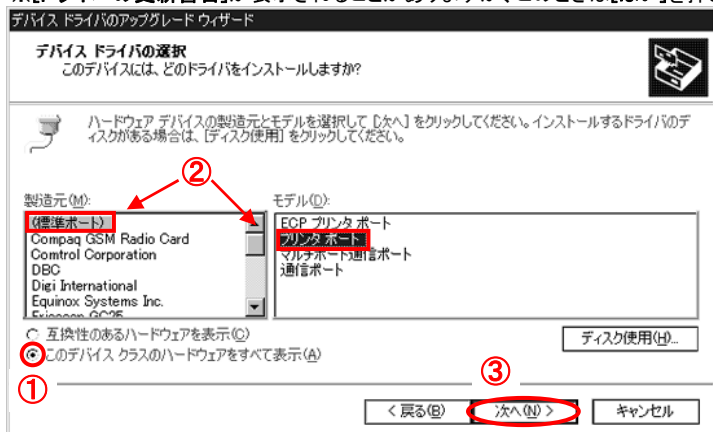 デバイス ドライバのアップグレード ウィザード
デバイス ドライバの選択
このデバイスには、どのドライバをインストールしますか?
ハードウェア デバイスの製造元とモデルを選択して [次へ] をクリックしてください。インストールするドライバのデ
ィスクがある場合は、[ディスク使用] をクリックしてください。
②
製造元(M):
モデル(D):
(標準ポート)
Compaq GSM Radio Card
Comtrol Corporation
DBC
Digi International
Equinox Systems Inc.
ECP プリンタ ポート
プリンタ ポート
マルチポート通信ポート
通信ポート
互換性のあるハードウェアを表示(C)
このデバイス クラスのハードウェアをすべて表示(A)
ディスク使用(H)...
①
③
< 戻る(B)
次へ(N) >
キャンセル